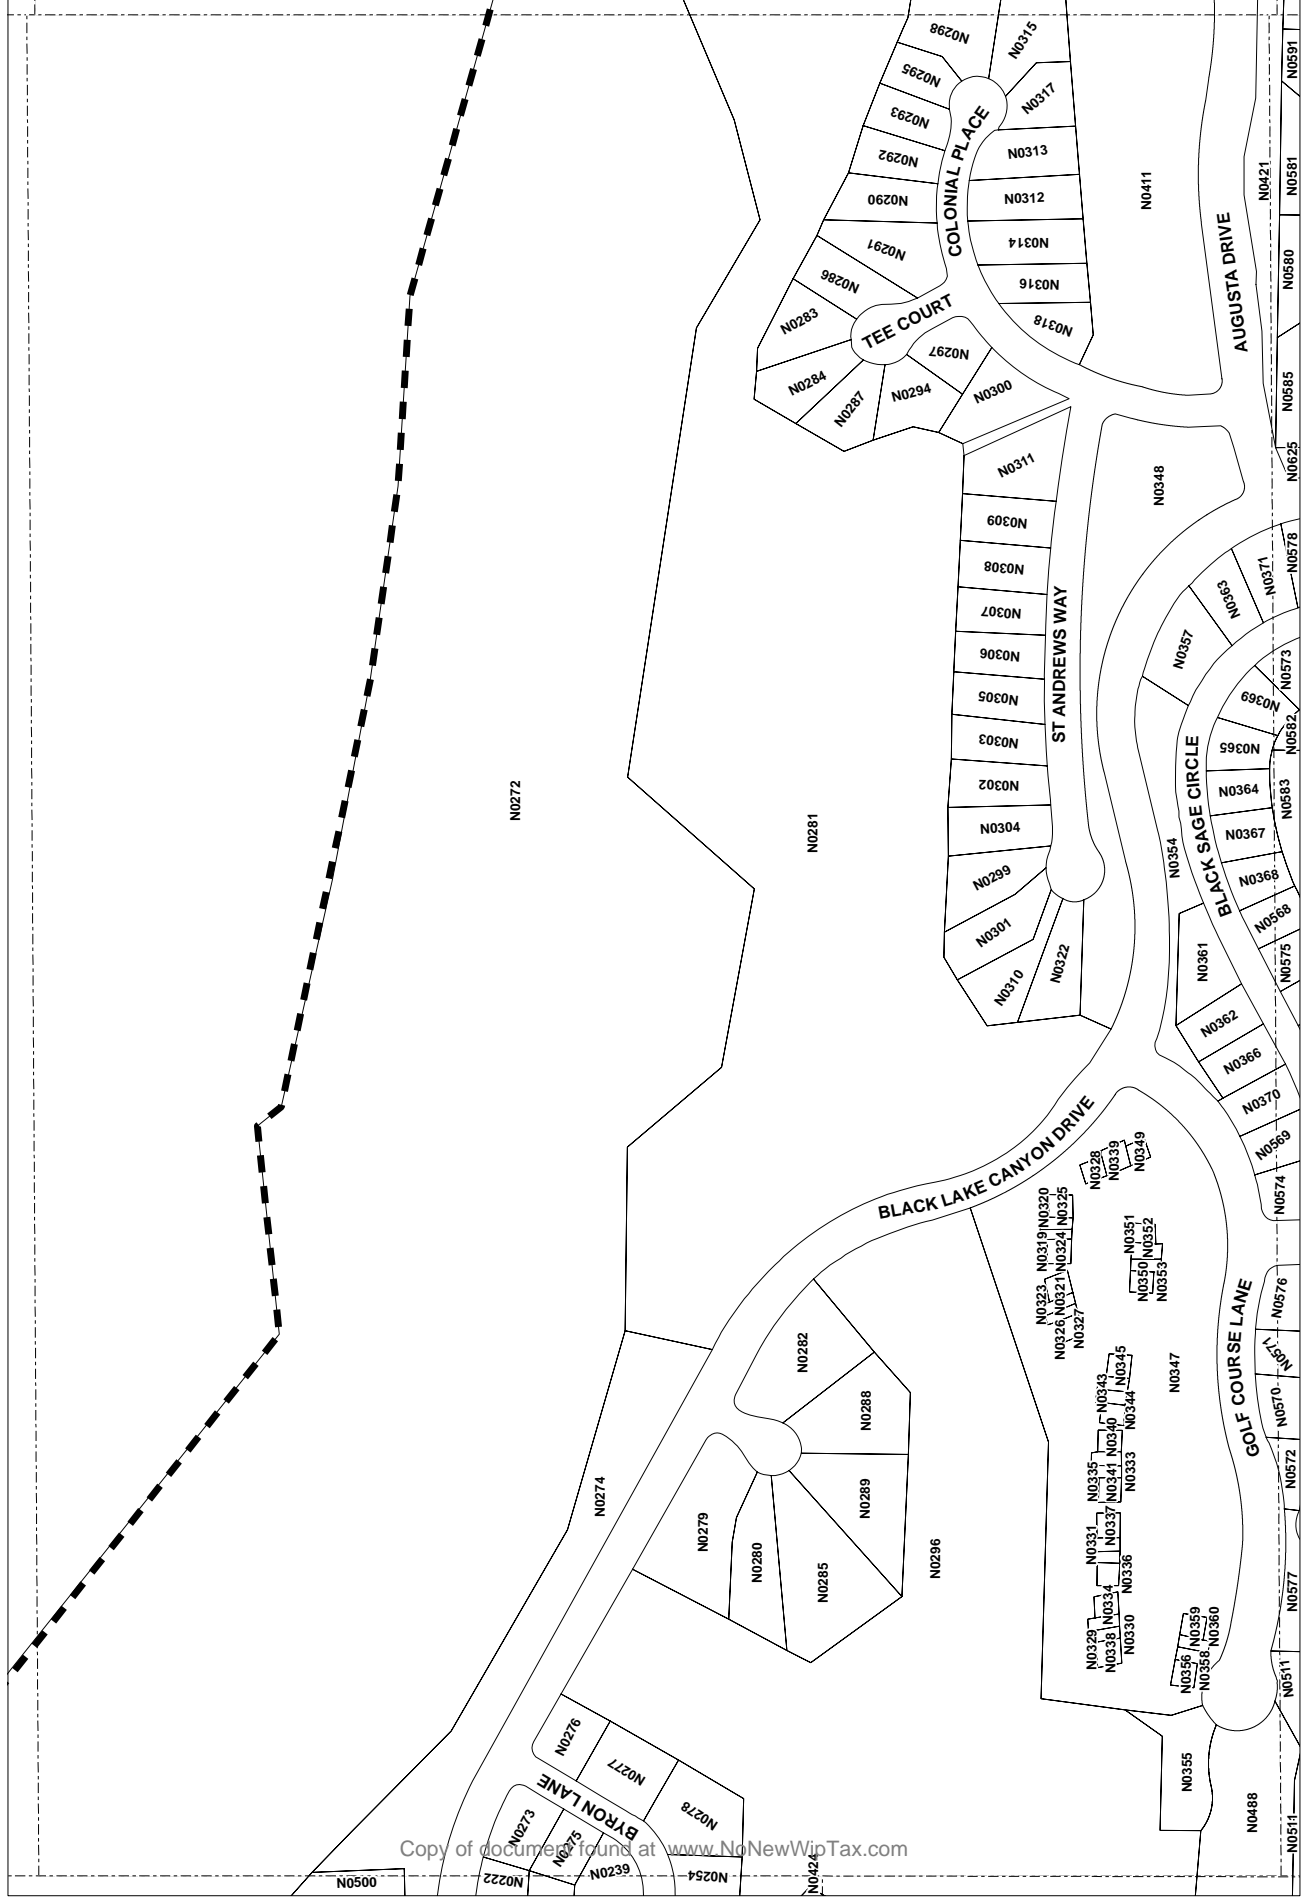 N0298
N0315
N0591
N0295
N0317
N0293
N0313
N0292
COLONIAL PLACE
N0421
N0581
N0411
N0290
N0312
N0291
N0314
AUGUSTA DRIVE
N0580
N0286
N0316
N0283
TEE COURT
N0318
N0297
N0284
N0294
N0300
N0585
N0287
N0311
N0348
N0625
N0309
N0308
N0578
N0371
N0363
N0307
ST ANDREWS WAY
N0357
N0306
N0573
N0305
N0369
N0303
N0365
N0582
N0272
N0302
BLACK SAGE CIRCLE
N0364
N0583
N0281
N0304
N0367
N0354
N0299
N0368
N0568
N0301
N0361
N0575
N0310
N0322
N0362
N0366
N0370
N0569
BLACK LAKE CANYON DRIVE
N0328
N0339
N0349
N0574
N0320
N0325
N0319
N0324
N0351
N0352
N0350
N0353
N0323
N0321
N0326
N0327
N0576
N0282
GOLF COURSE LANE
N0571
N0345
N0343
N0344
N0347
N0288
N0570
N0340
N0335
N0341
N0333
N0572
N0274
N0289
N0279
N0331
N0337
N0280
N0296
N0336
N0285
N0577
N0334
N0329
N0338
N0330
N0359
N0360
N0356
N0358
N0511
N0276
N0277
N0355
N0278
BYRON LANE
N0273
N0275
N0488
N0511
N0239
N0254
N0222
N0500
N0424
Copy of document found at www.NoNewWipTax.com